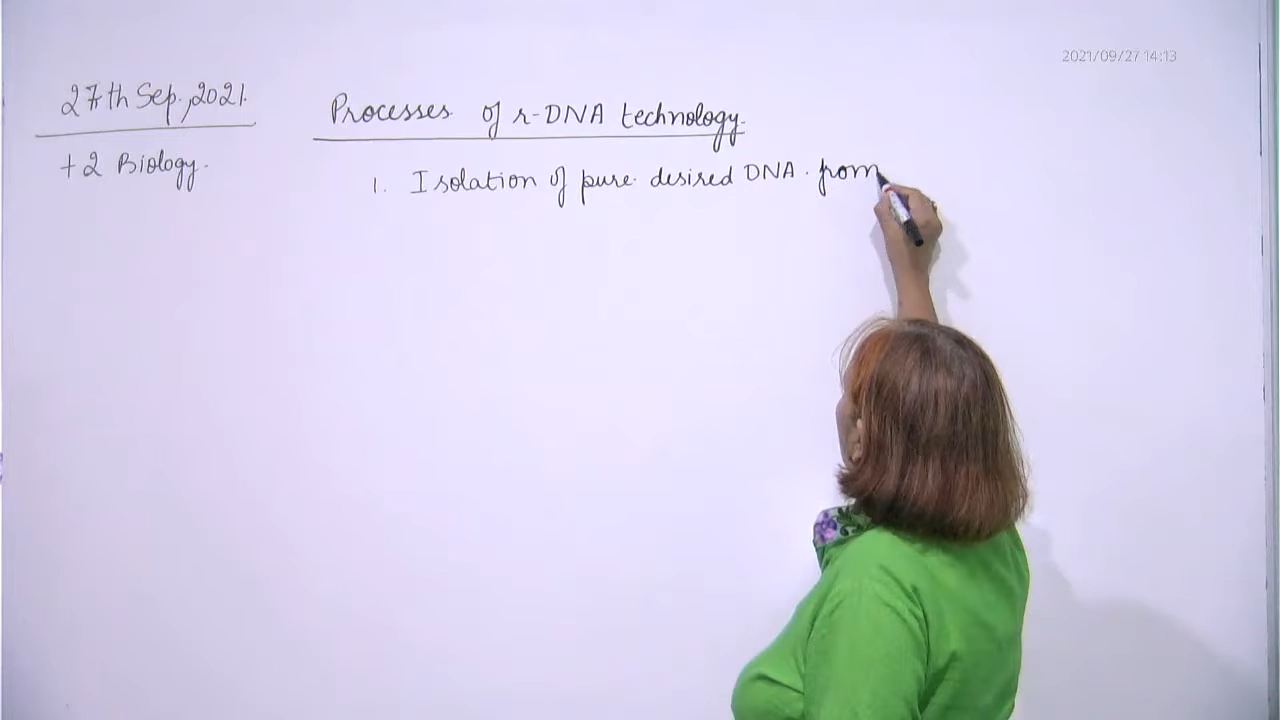 2021/09/27 14:13
27th Sep., 2021.
+2 Biology.
Processes of r-DNA technology.
1. Isolation of pure desired DNA. from